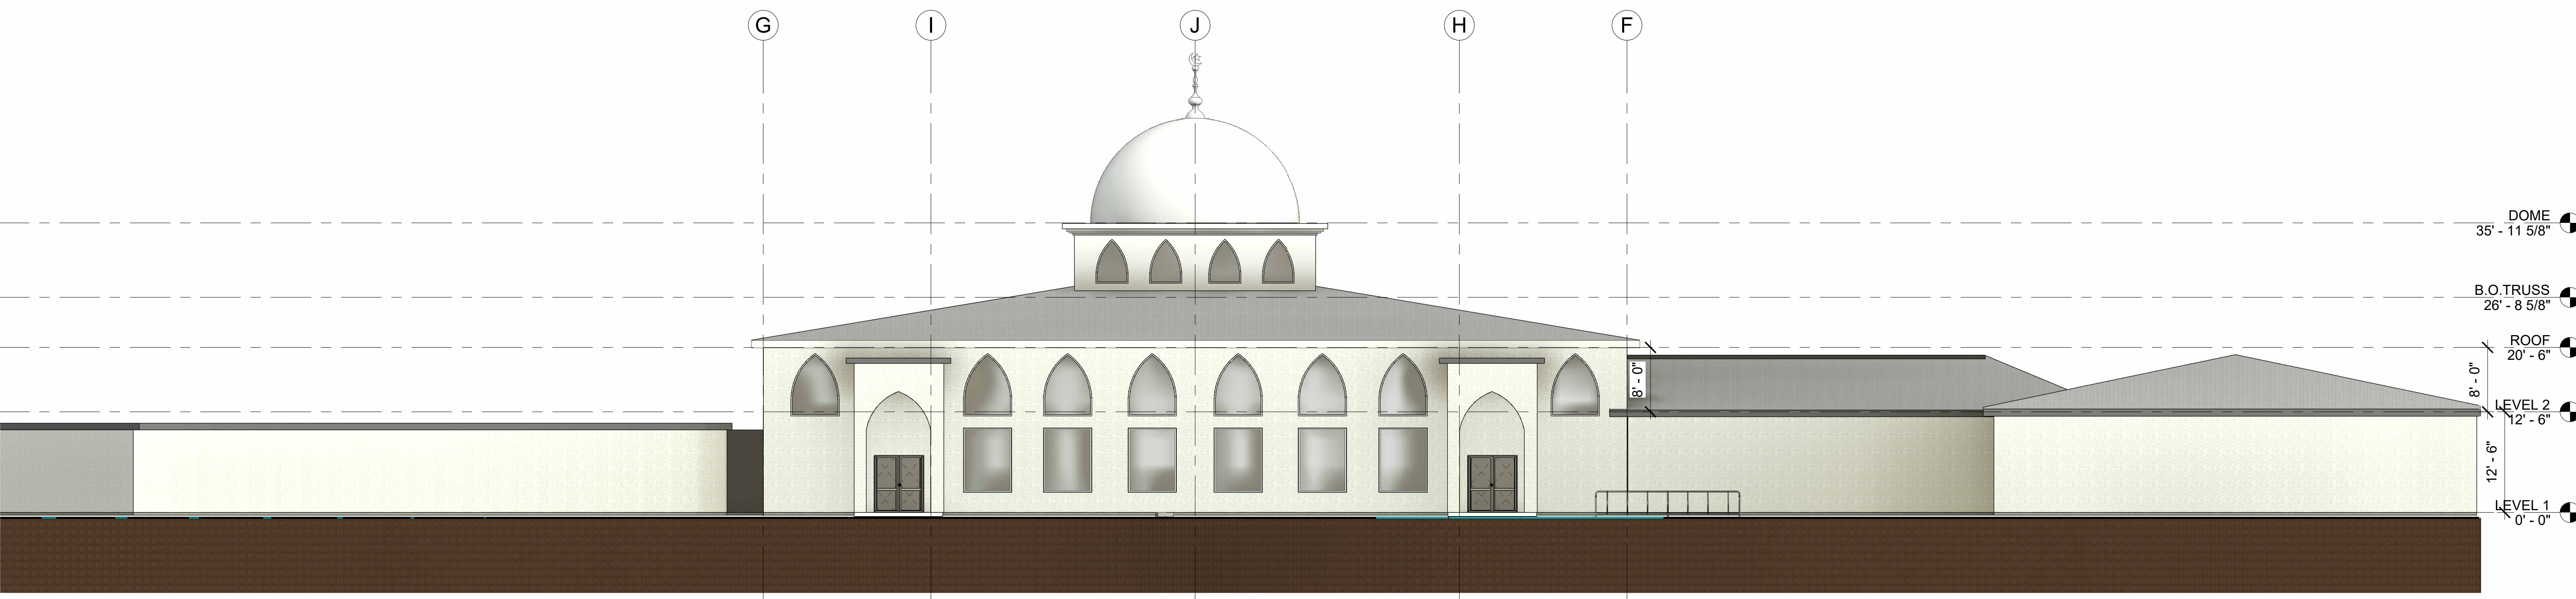 G
I
J
H
F
DOME
35' - 11 5/8"
B.O.TRUSS
26' - 8 5/8"
ROOF
20' - 6"
8' - 0"
8' - 0"
LEVEL 2
12' - 6"
12' - 6"
LEVEL 1
0' - 0"